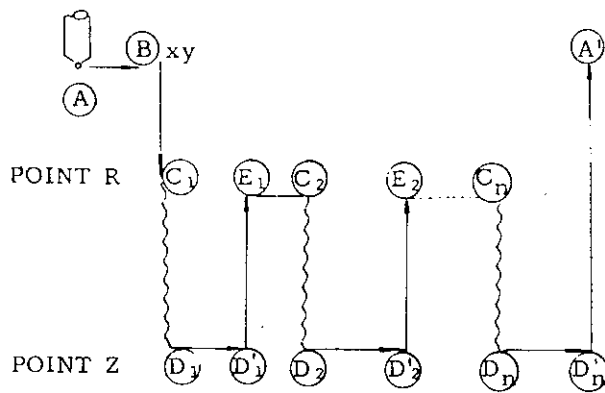 B xy A'
A
POINT R C1 E1 C2 E2 Cn
POINT Z D1 D'1 D2 D'2 Dn D'n